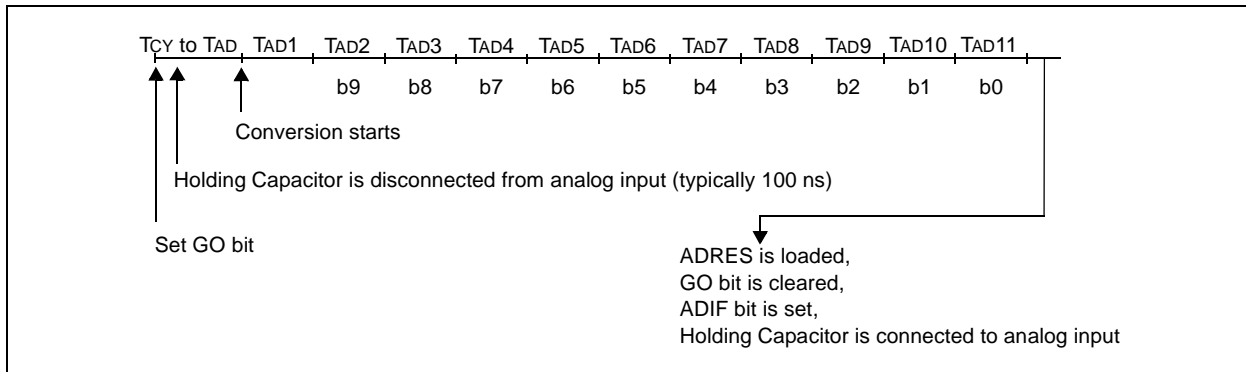 TCY to TAD TAD1 TAD2 TAD3 TAD4 TAD5 TAD6 TAD7 TAD8 TAD9 TAD10 TAD11
b9 b8 b7 b6 b5 b4 b3 b2 b1 b0
Conversion starts
Holding Capacitor is disconnected from analog input (typically 100 ns)
Set GO bit
ADRES is loaded,
GO bit is cleared,
ADIF bit is set,
Holding Capacitor is connected to analog input